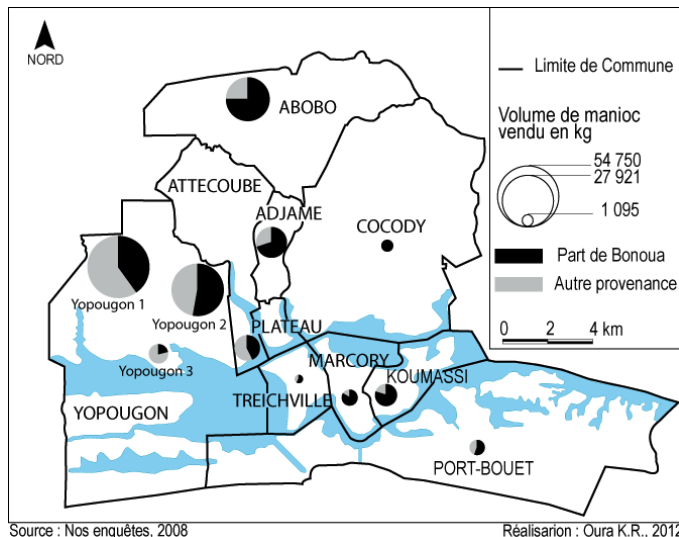 NORD
ABOBO
ATTECOUBE
ADJAME
COCODY
Yopougon 1
Yopougon 2
PLATEAU
Yopougon 3
MARCORY
KOUMASSI
TREICHVILLE
YOPOUGON
PORT-BOUET
Limite de Commune
Volume de manioc
vendu en kg
54 750
27 921
1 095
Part de Bonoua
Autre provenance
0 2 4 km
Source : Nos enquêtes, 2008
Réalisarion : Oura K.R., 2012